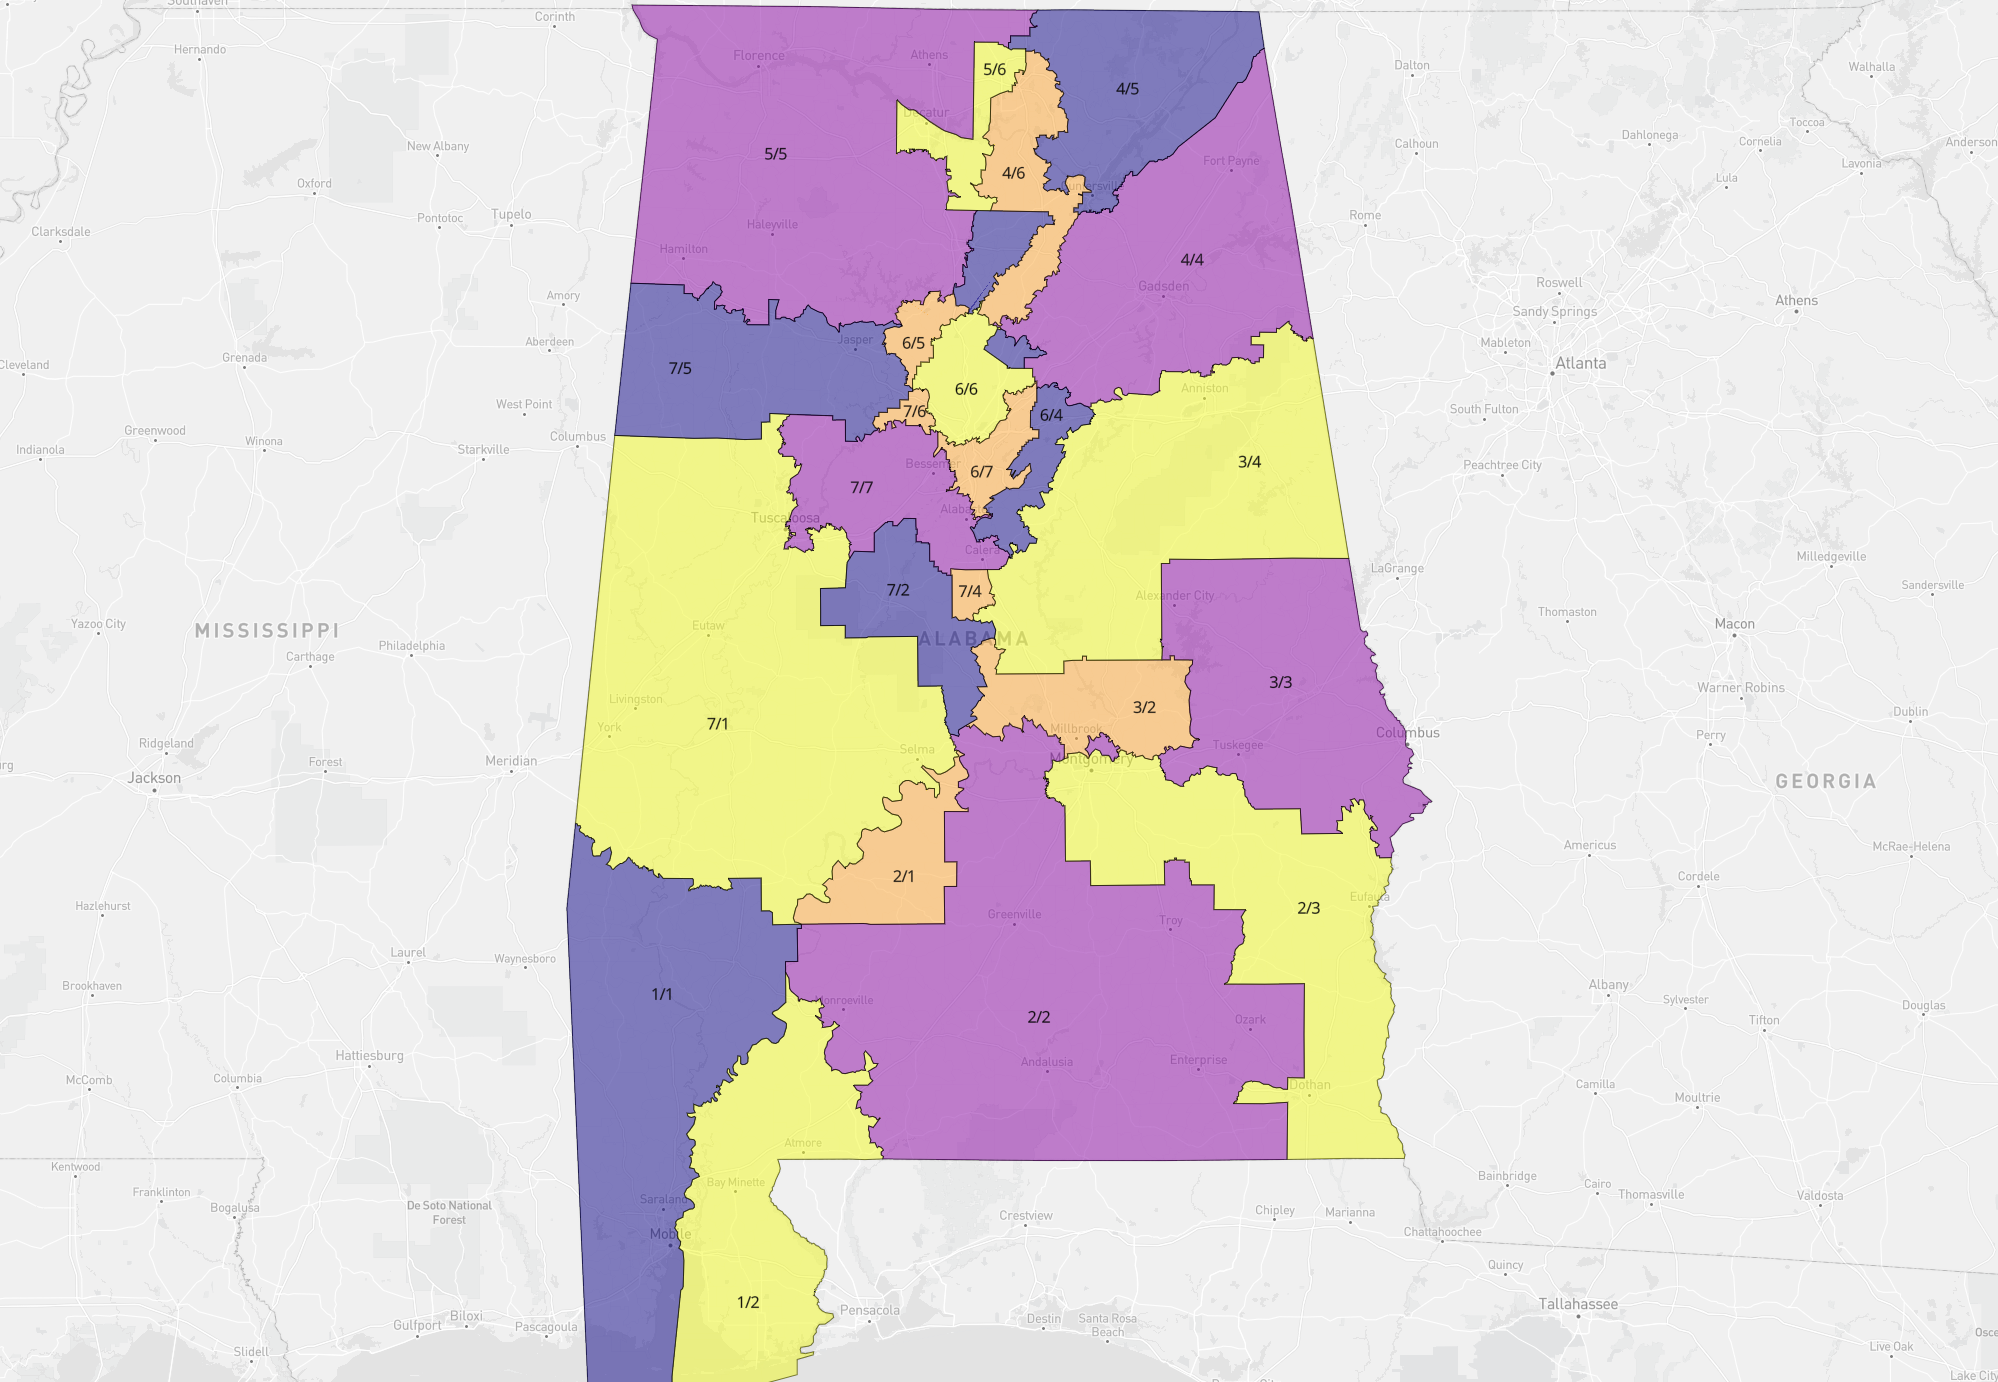 Southaven
Corinth
Hernando
Florence
Athens
5/6
4/5
Dalton
Walhalla
Decatur
Toccoa
Dahlonega
Cornelia
Anderson
New Albany
Calhoun
5/5
Fort Payne
Lavonia
4/6
Guntersville
Oxford
Lula
Pontotoc
Tupelo
Haleyville
Rome
Clarksdale
Hamilton
4/4
Gadsden
Roswell
Amory
Athens
Sandy Springs
Jasper
6/5
Aberdeen
Mableton
Cleveland
Grenada
7/5
Atlanta
6/6
Anniston
West Point
7/6
6/4
South Fulton
Greenwood
Winona
Columbus
Indianola
Starkville
Bessemer
6/7
3/4
Peachtree City
7/7
Tuscaloosa
Alaba
Calera
Milledgeville
LaGrange
7/2
7/4
Alexander City
Sandersville
Thomaston
Yazoo City
MISSISSIPPI
Eutaw
ALABAMA
Macon
Philadelphia
Carthage
Livingston
3/3
Warner Robins
7/1
York
3/2
Dublin
Millbrook
Columbus
Ridgeland
Selma
Tuskegee
Perry
rg
Forest
Meridian
Montgomery
Jackson
GEORGIA
Americus
McRae-Helena
2/1
Cordele
Eufaula
Hazlehurst
Greenville
Troy
2/3
Laurel
Waynesboro
Brookhaven
1/1
Monroeville
Albany
Sylvester
Douglas
2/2
Ozark
Tifton
Hattiesburg
Andalusia
Enterprise
McComb
Columbia
Dothan
Camilla
Moultrie
Atmore
Kentwood
Bainbridge
Bay Minette
Franklinton
Cairo
Thomasville
Valdosta
De Soto National
Forest
Saraland
Bogalusa
Crestview
Chipley
Marianna
Mobile
Chattahoochee
Quincy
1/2
Tallahassee
Pensacola
Biloxi
Destin
Santa Rosa
Beach
Gulfport
Pascagoula
Slidell
Live Oak
Lake City